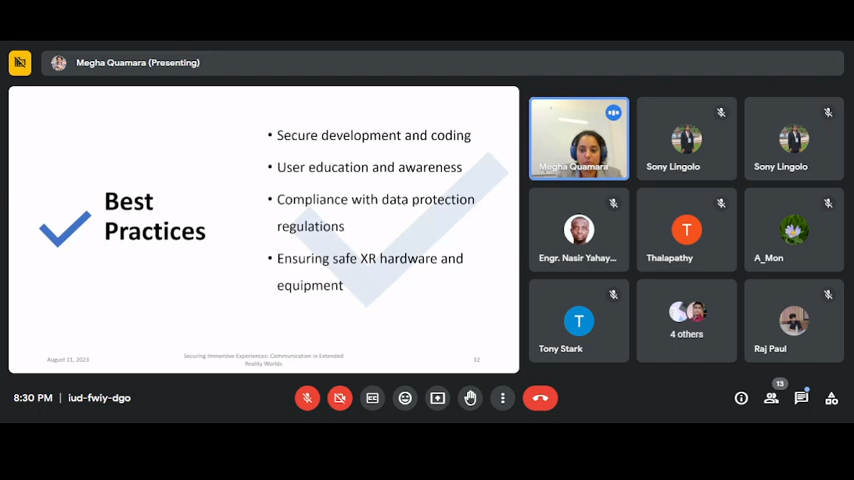 Megha Quamara (Presenting)
Best
Practices
• Secure development and coding
• User education and awareness
• Compliance with data protection
regulations
• Ensuring safe XR hardware and
equipment
August 11, 2023
Securing Immersive Experiences: Communication in Extended
Reality Worlds
32
Megha Quamara
Sony Lingolo
Sony Lingolo
Engr. Nasir Yahay...
T
Thalapathy
A_Mon
T
Tony Stark
4 others
Raj Paul
8:30 PM | iud-fwiy-dgo
CC
13